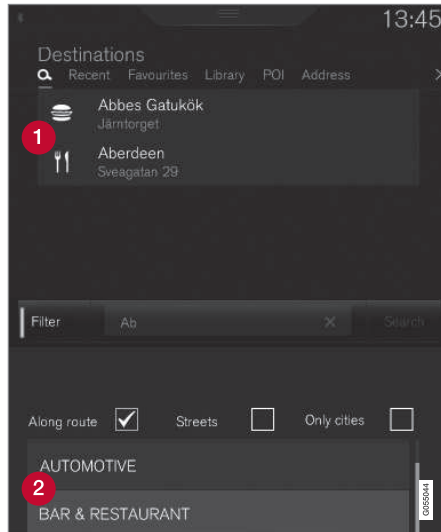 13:45
Destinations
Recent Favourites Library POI Address
Abbes Gatukök
Järntorget
1
Aberdeen
Sveagatan 29
Filter Ab Search
Along route Streets Only cities
AUTOMOTIVE
2
BAR & RESTAURANT
G055044